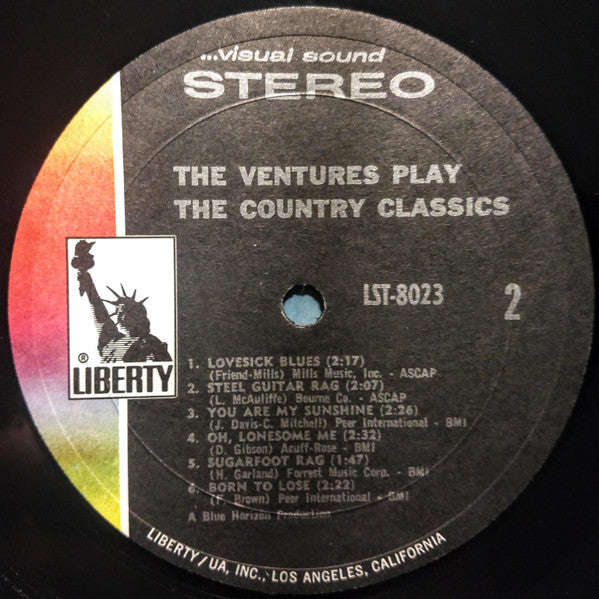 ...visual sound
STEREO
THE VENTURES PLAY
THE COUNTRY CLASSICS
LST-8023
2
®
LIBERTY
1. LOVESICK BLUES (2:17)
(Friend-Mills) Mills Music, Inc. - ASCAP
2. STEEL GUITAR RAG (2:07)
(L. McAuliffe) Bourne Co. - ASCAP
3. YOU ARE MY SUNSHINE (2:26)
(J. Davis-C. Mitchell) Peer International - BMI
4. OH, LONESOME ME (2:32)
(D. Gibson) Acuff-Rose - BMI
5. SUGARFOOT RAG (1:47)
(H. Garland) Forrest Music Corp. - BMI
6. BORN TO LOSE (2:22)
(F. Brown) Peer International - BMI
A Blue Horizon Production
LIBERTY/UA, INC., LOS ANGELES, CALIFORNIA